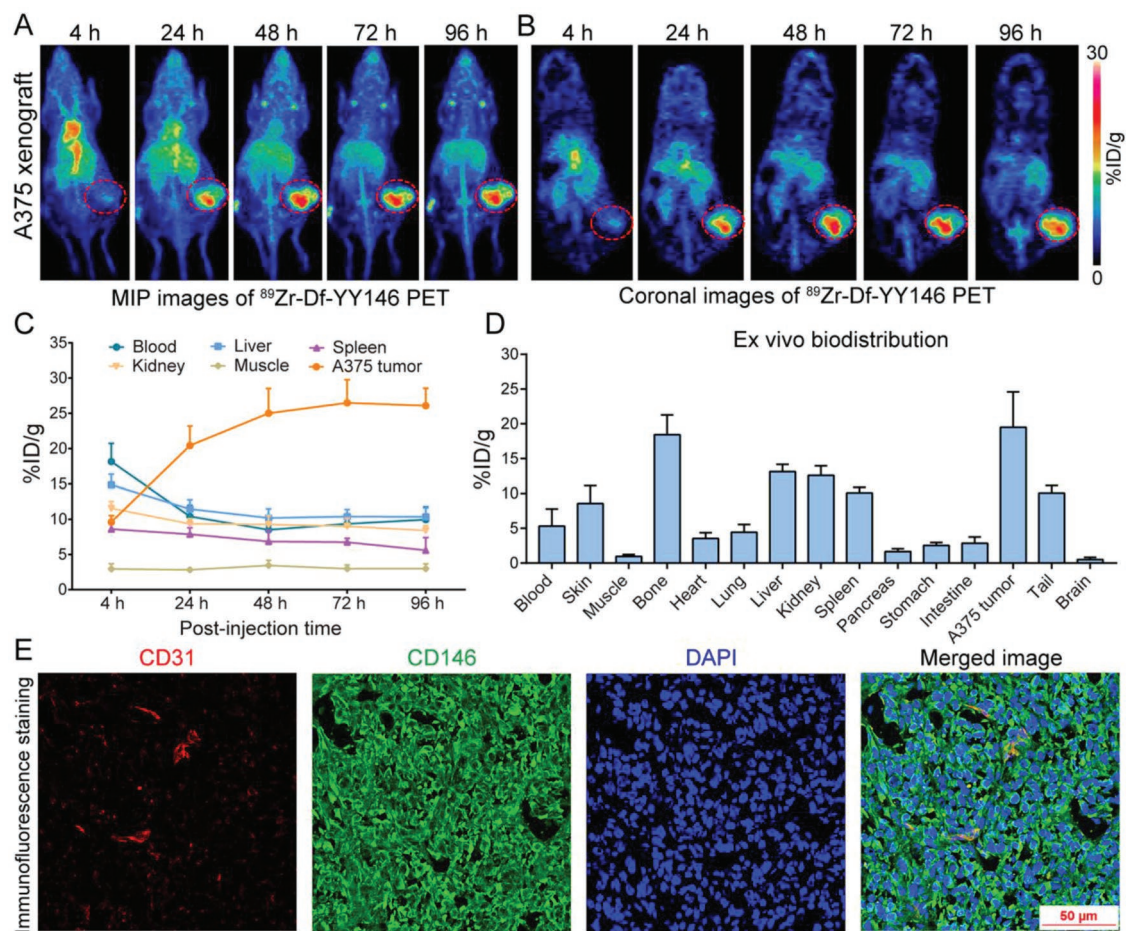 A
4 h 24 h 48 h 72 h 96 h
B
4 h 24 h 48 h 72 h 96 h
A375 xenograft
30
%ID/g
0
MIP images of ⁸⁹Zr-Df-YY146 PET
Coronal images of ⁸⁹Zr-Df-YY146 PET
C
Blood Liver Spleen
Kidney Muscle A375 tumor
35
30
25
20
15
10
5
0
%ID/g
4 h 24 h 48 h 72 h 96 h
Post-injection time
D
Ex vivo biodistribution
30
25
20
15
10
5
0
%ID/g
Blood
Skin
Muscle
Bone
Heart
Lung
Liver
Kidney
Spleen
Pancreas
Stomach
Intestine
A375 tumor
Tail
Brain
E
CD31 CD146 DAPI Merged image
Immunofluorescence staining
50 µm